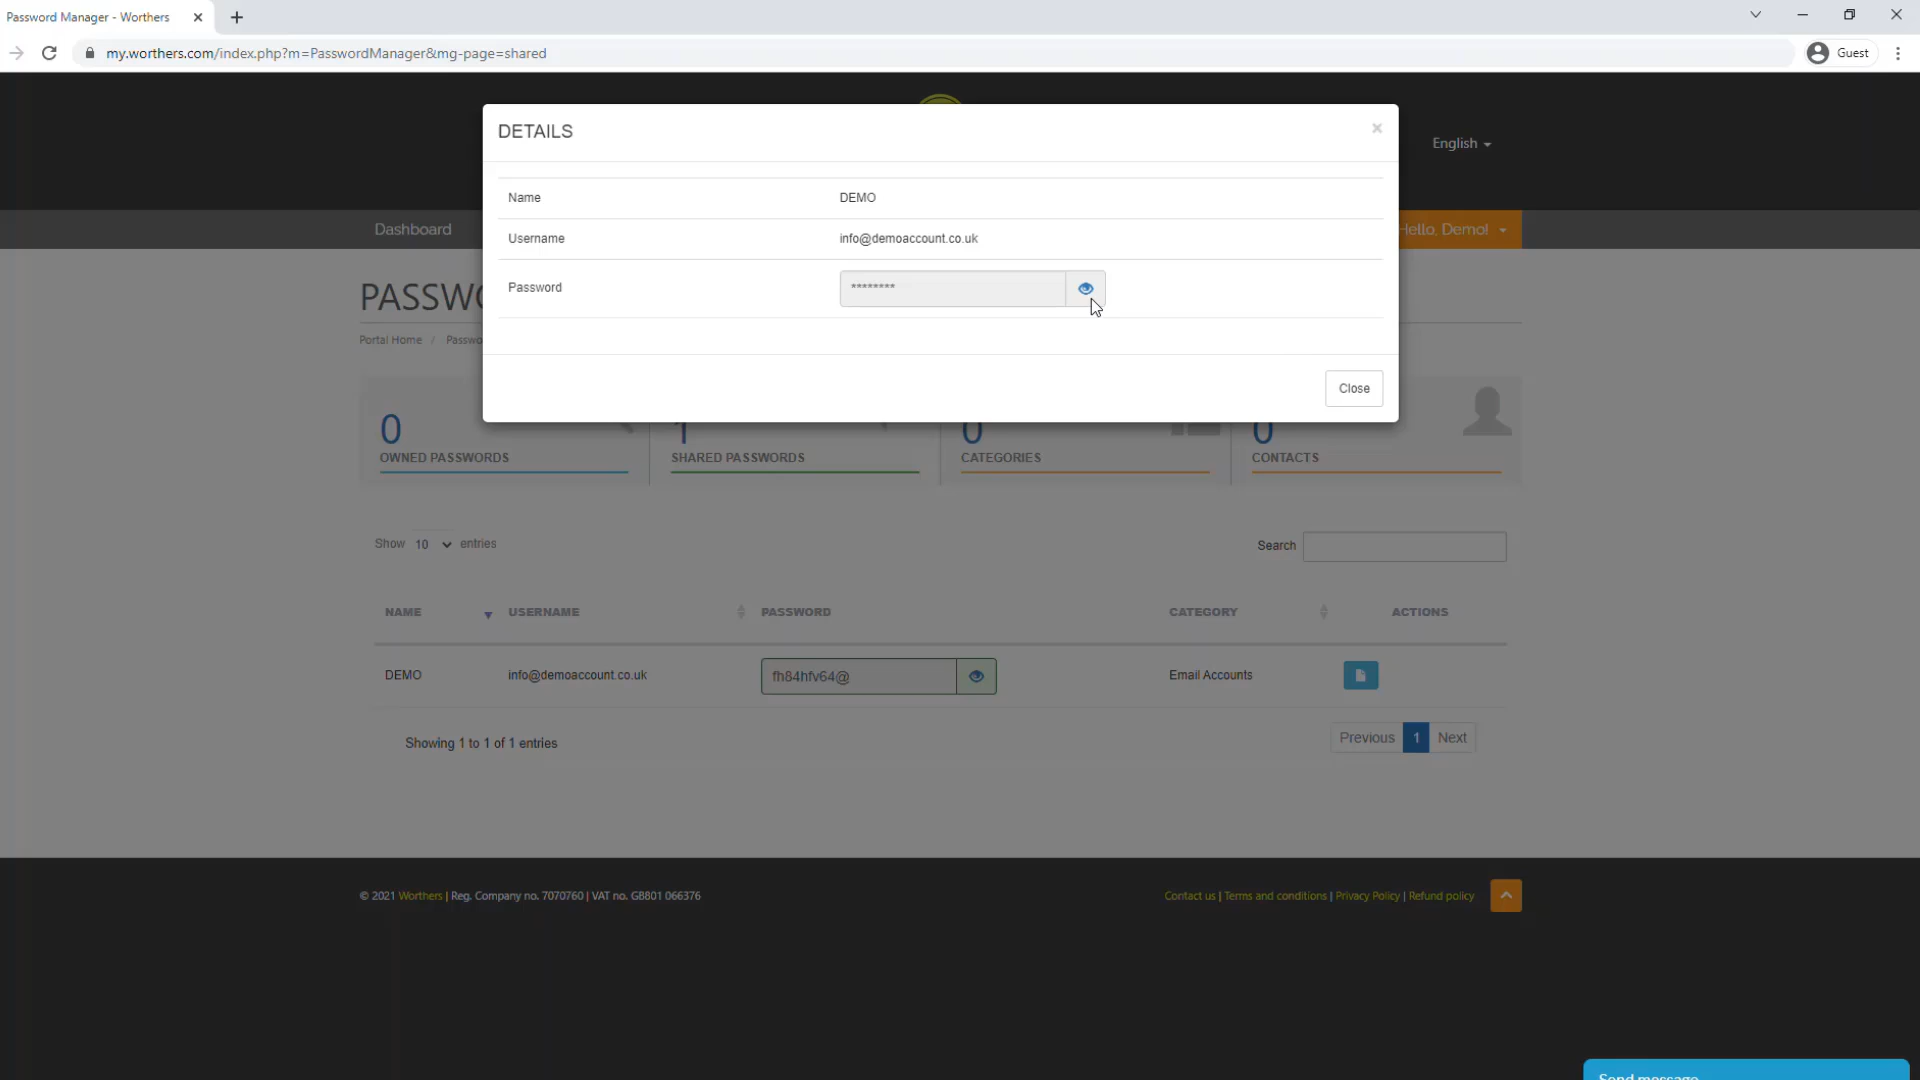 Password Manager - Worthers
my.worthers.com/index.php?m=PasswordManager&mg-page=shared
Guest
DETAILS
English
Name DEMO
Dashboard
Hello, Demo!
Username info@demoaccount.co.uk
Password ********
PASSWO
Portal Home / Passwo
Close
0 1 0 0
OWNED PASSWORDS SHARED PASSWORDS CATEGORIES CONTACTS
Show 10 entries Search
NAME USERNAME PASSWORD CATEGORY ACTIONS
DEMO info@demoaccount.co.uk fh84hfv64@ Email Accounts
Showing 1 to 1 of 1 entries Previous 1 Next
© 2021 Worthers | Reg. Company no. 7070760 | VAT no. GB801 066376 Contact us | Terms and conditions | Privacy Policy | Refund policy
Send message